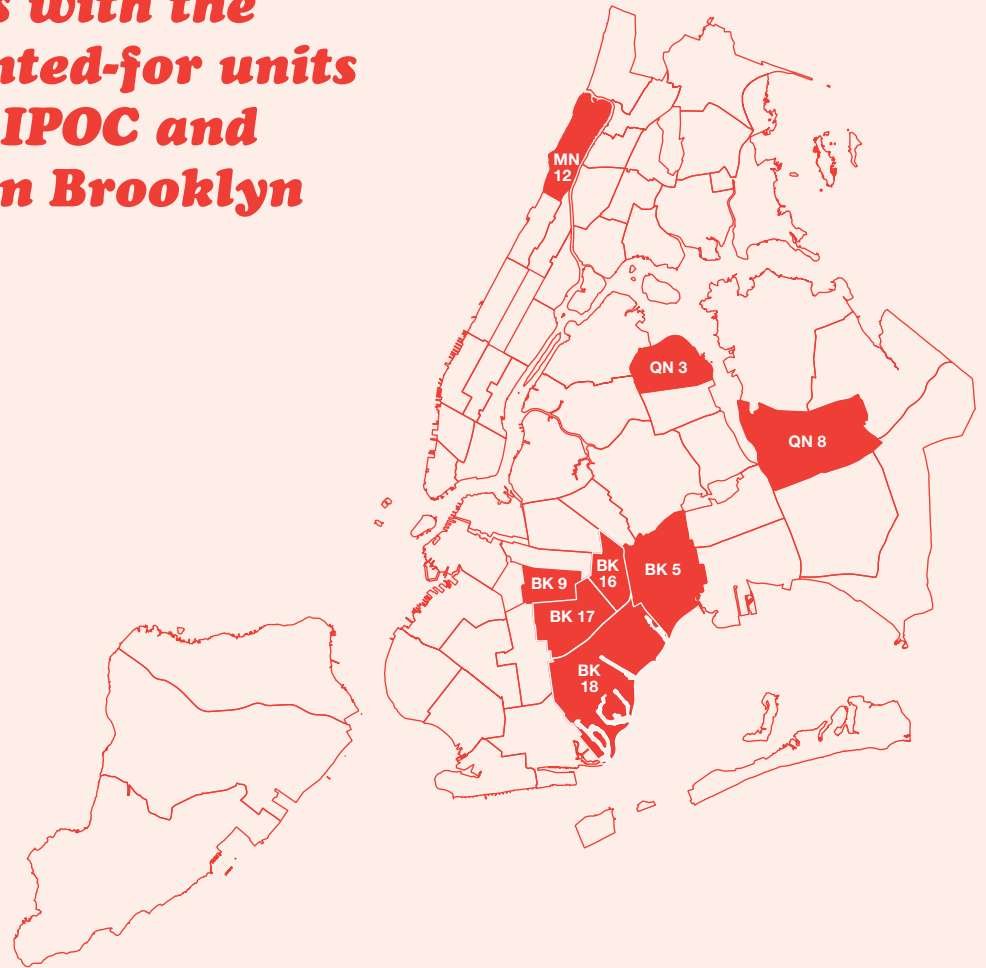 s with the
nted-for units
IPOC and
n Brooklyn
MN
12
QN 3
QN 8
BK
16
BK 5
BK 9
BK 17
BK
18